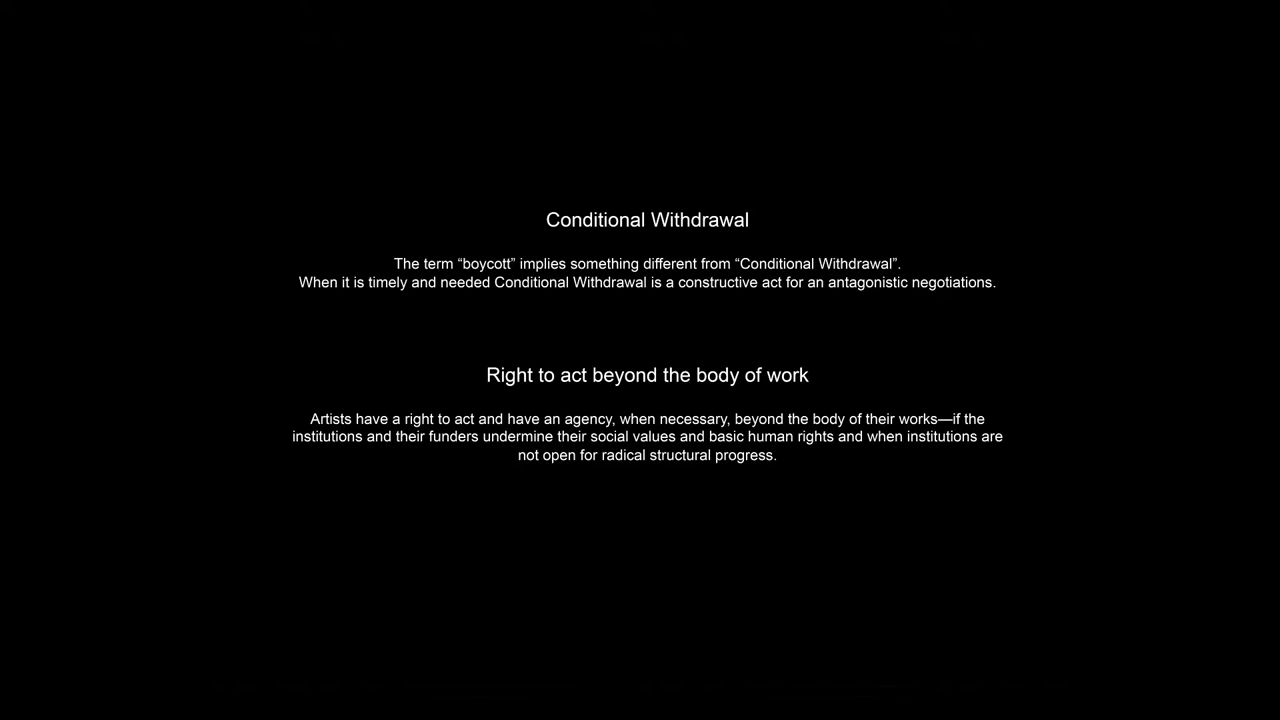 Conditional Withdrawal
The term “boycott” implies something different from “Conditional Withdrawal”.
When it is timely and needed Conditional Withdrawal is a constructive act for an antagonistic negotiations.
Right to act beyond the body of work
Artists have a right to act and have an agency, when necessary, beyond the body of their works—if the
institutions and their funders undermine their social values and basic human rights and when institutions are
not open for radical structural progress.